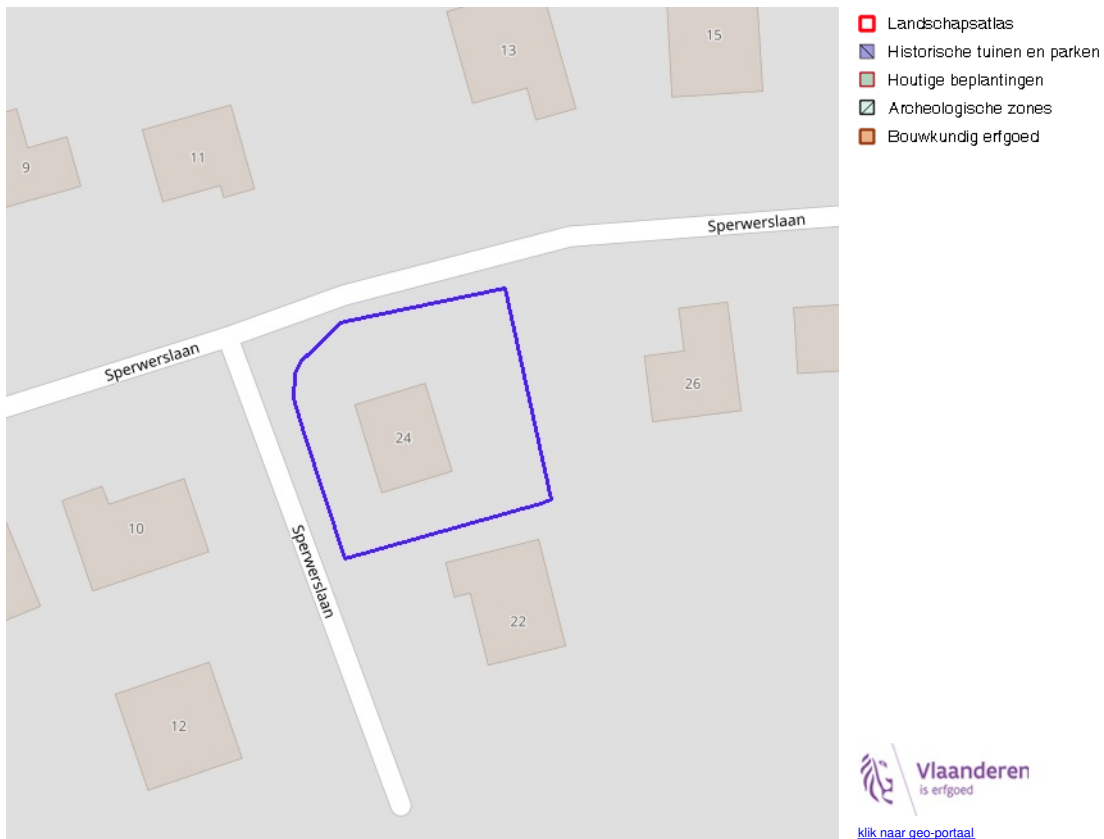 13
15
9
11
Sperwerslaan
Sperwerslaan
26
24
10
Sperwerslaan
22
12
Landschapsatlas
Historische tuinen en parken
Houtige beplantingen
Archeologische zones
Bouwkundig erfgoed
Vlaanderen
is erfgoed
klik naar geo-portaal